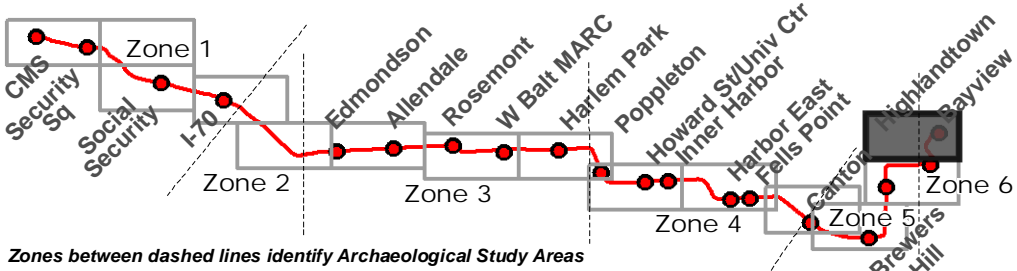 CMS
Security
Sq
Zone 1
Social
Security
I-70
Zone 2
Edmondson
Allendale
Rosemont
Zone 3
W Balt MARC
Harlem Park
Poppleton
Howard St/Univ Ctr
Inner Harbor
Zone 4
Harbor East
Fells Point
Canton
Zone 5
Brewers
Hill
Highlandtown
Bayview
Zone 6
Zones between dashed lines identify Archaeological Study Areas